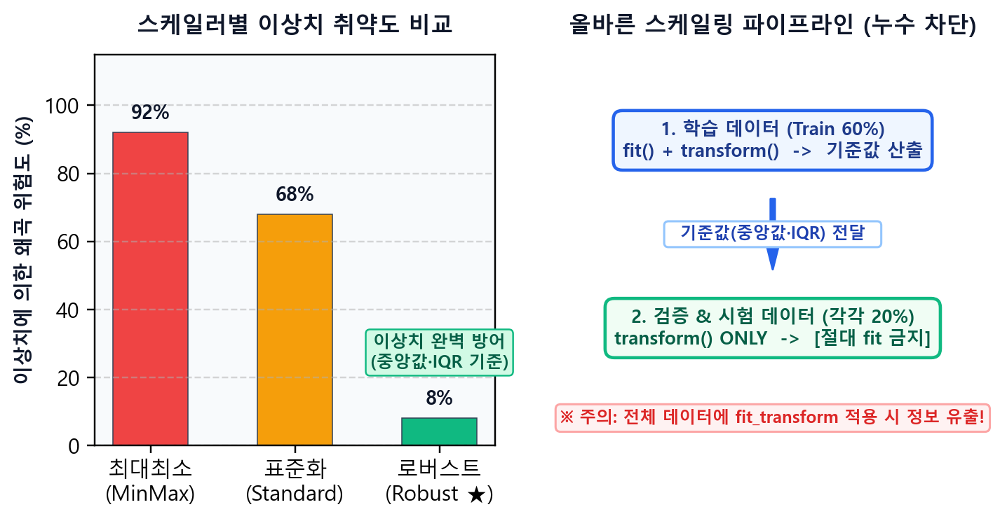 스케일러별 이상치 취약도 비교
이상치에 의한 왜곡 위험도 (%)
100
80
60
40
20
0
92%
68%
이상치 완벽 방어
(중앙값·IQR 기준)
8%
최대최소
(MinMax)
표준화
(Standard)
로버스트
(Robust ★)
올바른 스케일링 파이프라인 (누수 차단)
1. 학습 데이터 (Train 60%)
fit() + transform() -> 기준값 산출
기준값(중앙값·IQR) 전달
2. 검증 & 시험 데이터 (각각 20%)
transform() ONLY -> [절대 fit 금지]
※ 주의: 전체 데이터에 fit_transform 적용 시 정보 유출!